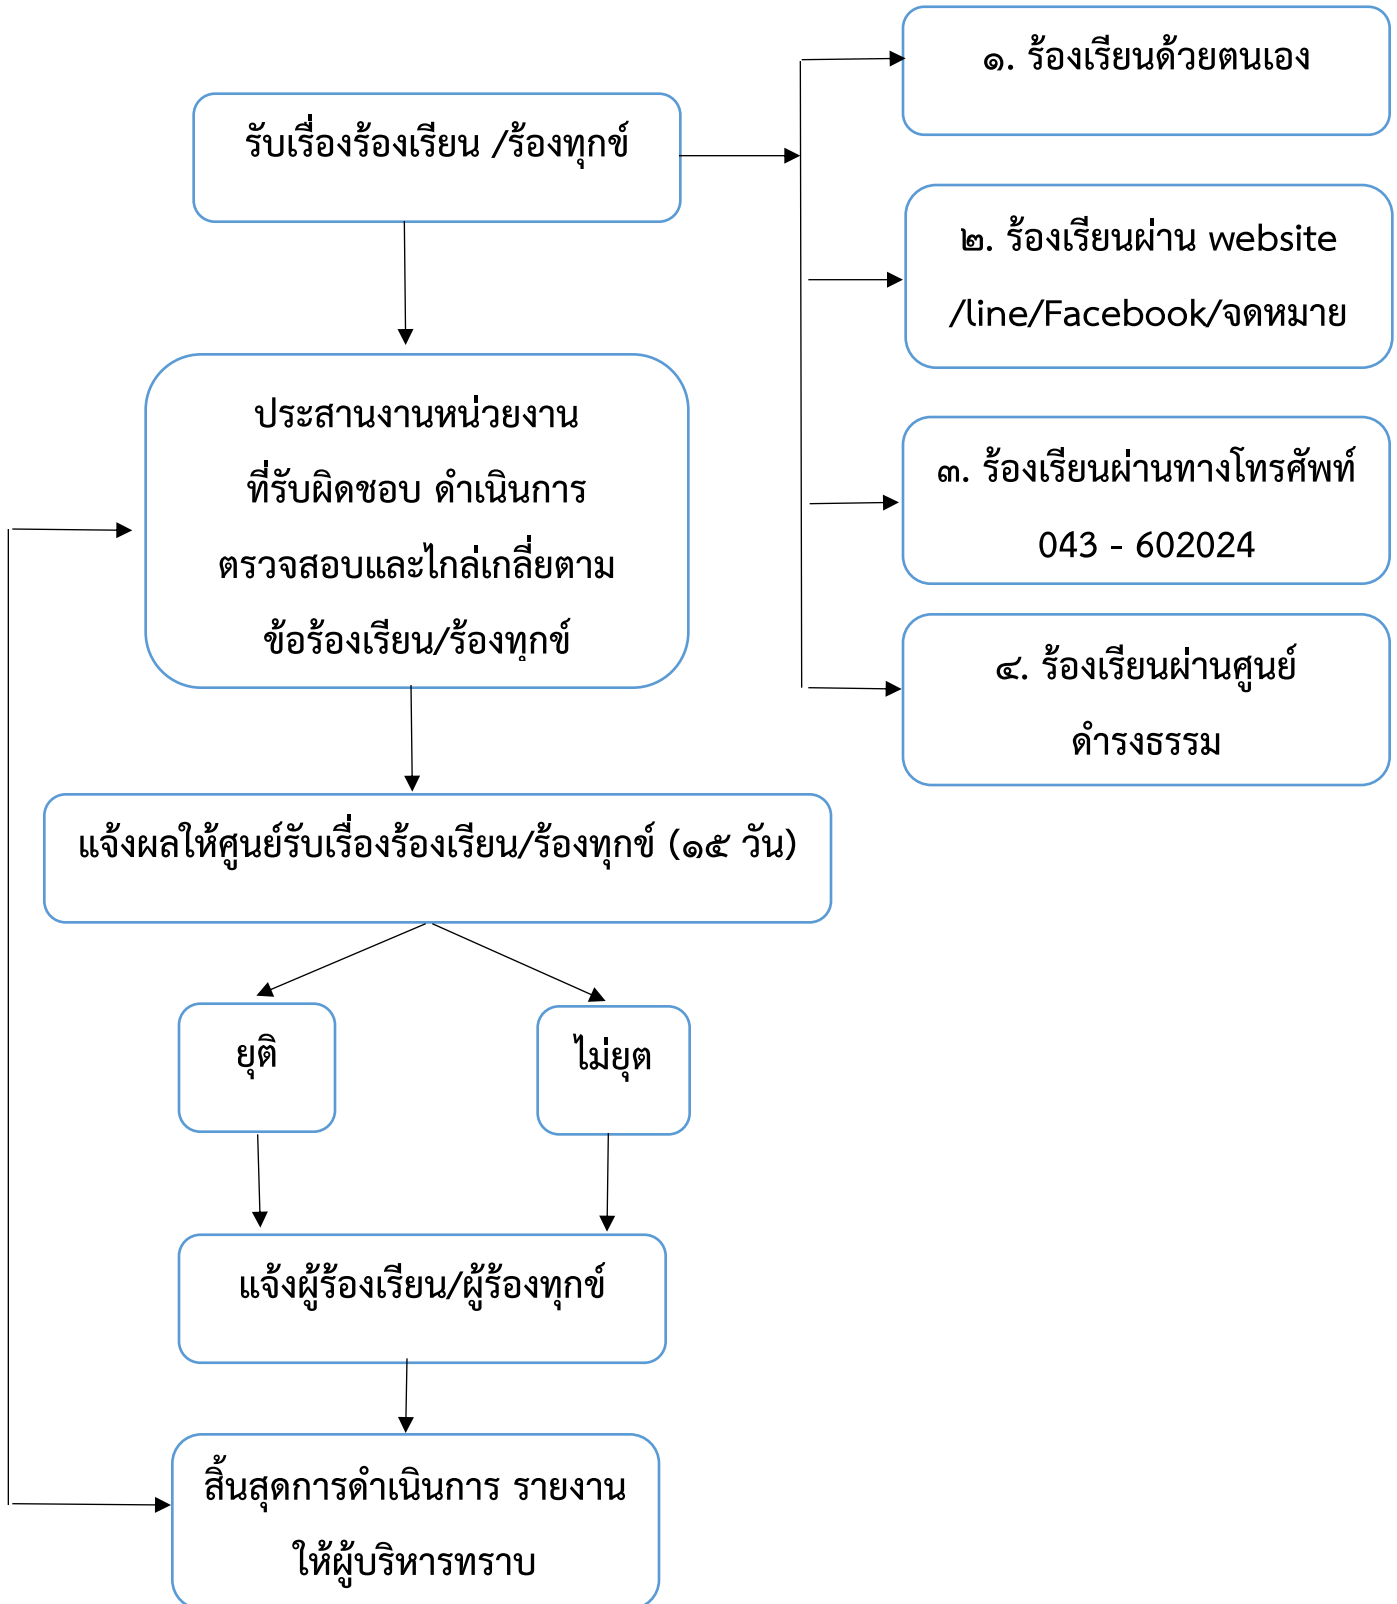 รับเรื่องร้องเรียน /ร้องทุกข์
๑. ร้องเรียนด้วยตนเอง
๒. ร้องเรียนผ่าน website
/line/Facebook/จดหมาย
๓. ร้องเรียนผ่านทางโทรศัพท์
043 - 602024
๔. ร้องเรียนผ่านศูนย์
ดำรงธรรม
ประสานงานหน่วยงาน
ที่รับผิดชอบ ดำเนินการ
ตรวจสอบและไกล่เกลี่ยตาม
ข้อร้องเรียน/ร้องทุกข์
แจ้งผลให้ศูนย์รับเรื่องร้องเรียน/ร้องทุกข์ (๑๕ วัน)
ยุติ
ไม่ยุต
แจ้งผู้ร้องเรียน/ผู้ร้องทุกข์
สิ้นสุดการดำเนินการ รายงาน
ให้ผู้บริหารทราบ